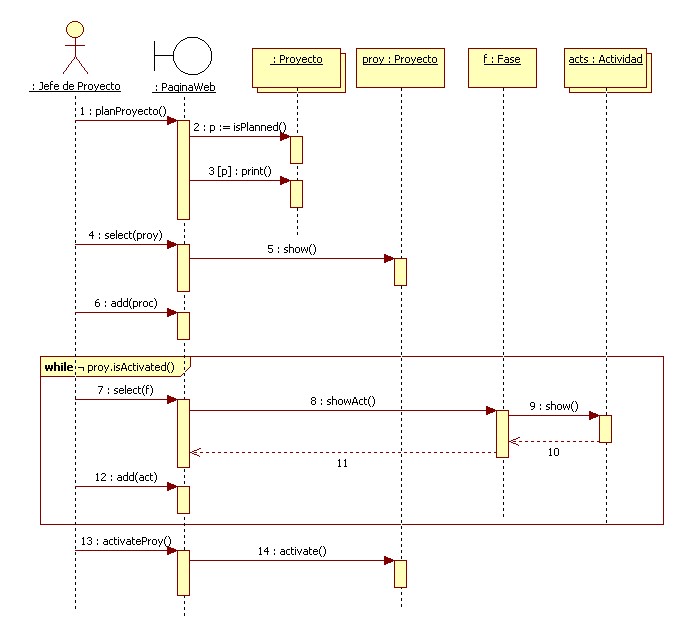 : Proyecto
proy : Proyecto
f : Fase
acts : Actividad
: Jefe de Proyecto
: PaginaWeb
1 : planProyecto()
2 : p := isPlanned()
3 [p] : print()
4 : select(proy)
5 : show()
6 : add(proc)
while ¬ proy.isActivated()
7 : select(f)
8 : showAct()
9 : show()
10
11
12 : add(act)
13 : activateProy()
14 : activate()